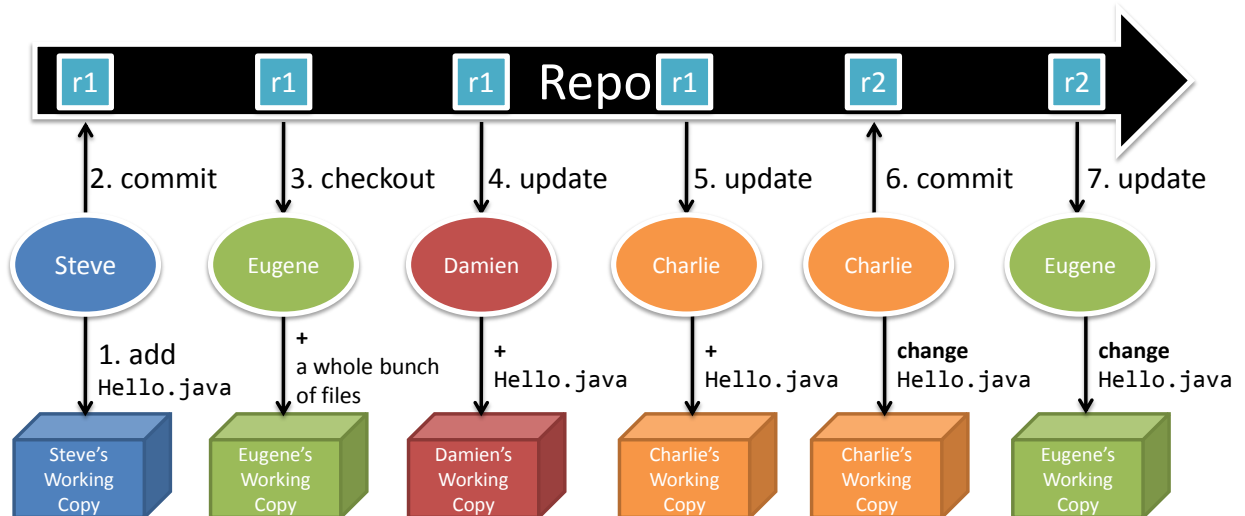 Repo
r1
r1
r1
r1
r2
r2
2. commit
3. checkout
4. update
5. update
6. commit
7. update
Steve
Eugene
Damien
Charlie
Charlie
Eugene
1. add
Hello.java
+
a whole bunch
of files
+
Hello.java
+
Hello.java
change
Hello.java
change
Hello.java
Steve's
Working
Copy
Eugene's
Working
Copy
Damien's
Working
Copy
Charlie's
Working
Copy
Charlie's
Working
Copy
Eugene's
Working
Copy